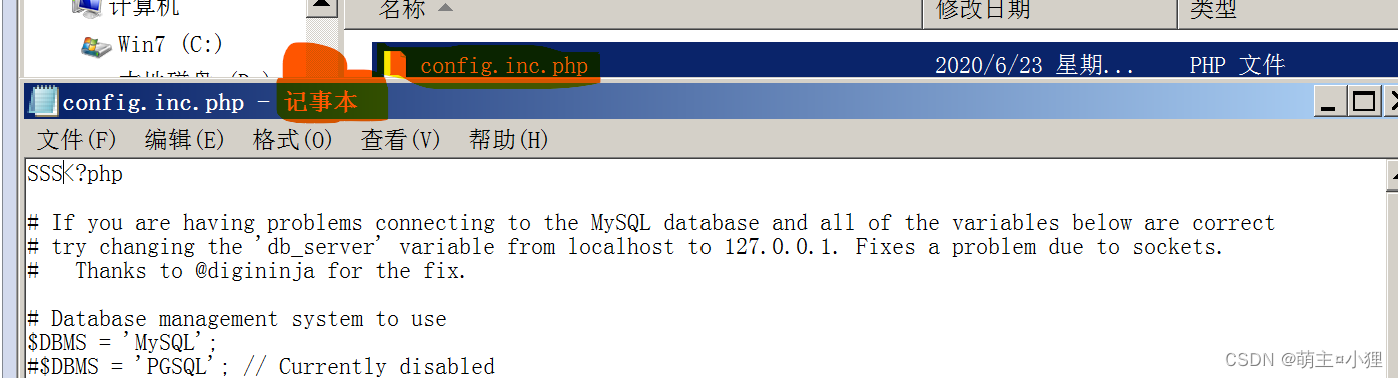 计算机
名称
修改日期
类型
Win7 (C:)
本地磁盘 (D:)
config.inc.php
2020/6/23 星期...
PHP 文件
config.inc.php - 记事本
文件(F) 编辑(E) 格式(O) 查看(V) 帮助(H)
SSS<?php
# If you are having problems connecting to the MySQL database and all of the variables below are correct
# try changing the 'db_server' variable from localhost to 127.0.0.1. Fixes a problem due to sockets.
#   Thanks to @digininja for the fix.
# Database management system to use
$DBMS = 'MySQL';
#$DBMS = 'PGSQL'; // Currently disabled
CSDN @萌主¤小狸